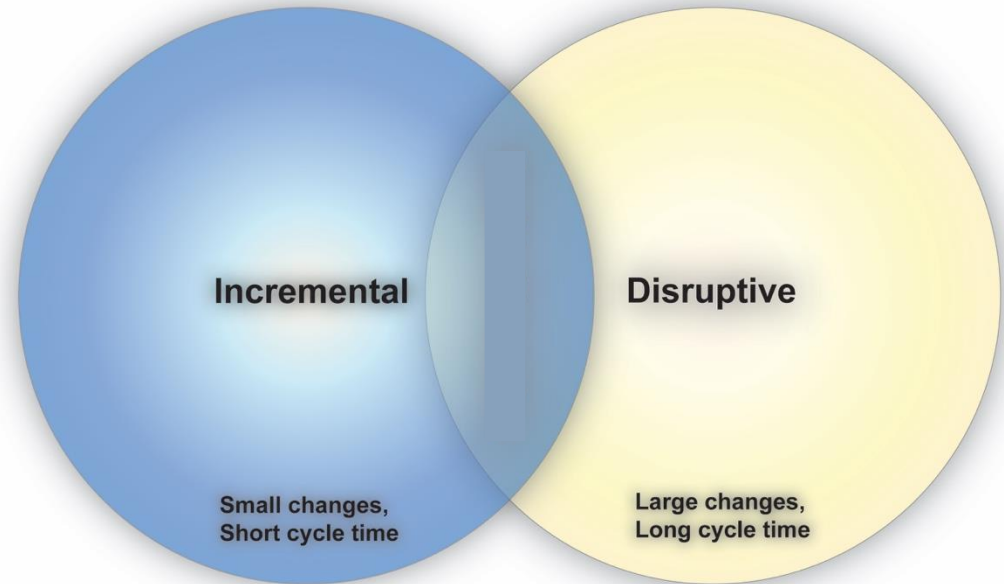 Incremental
Disruptive
Small changes,
Short cycle time
Large changes,
Long cycle time